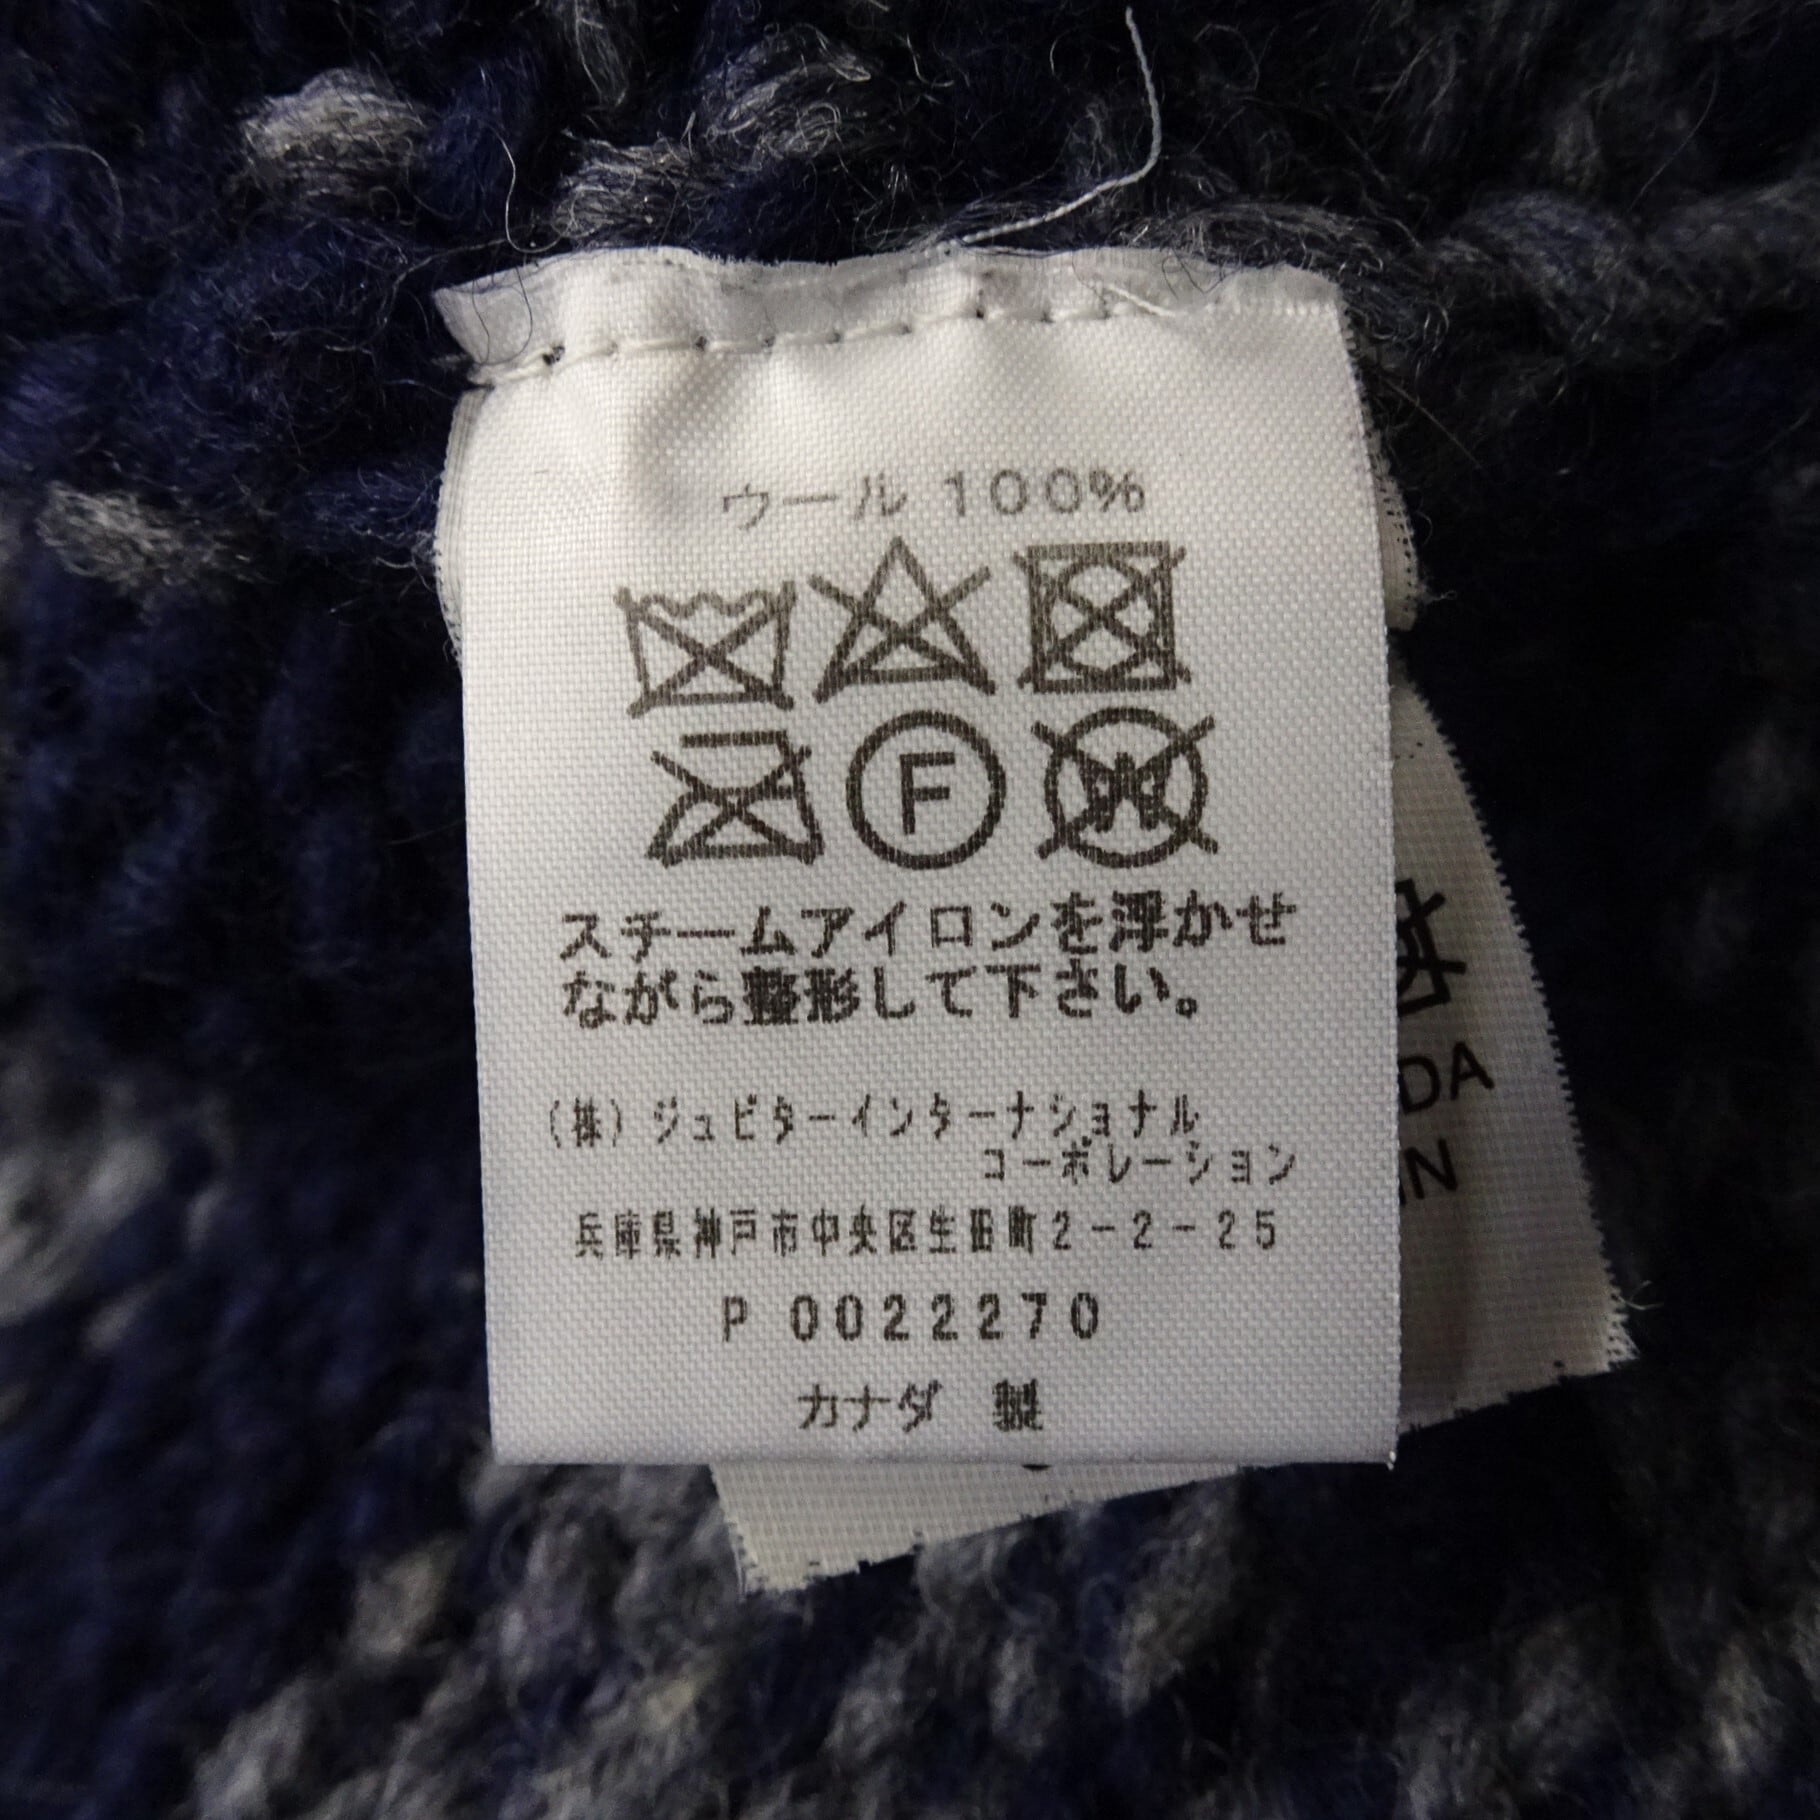 ウール 100%
F
W
スチームアイロンを浮かせ
ながら整形して下さい。
(株)ジュピターインターナショナル
コーポレーション
兵庫県神戸市中央区生田町2-2-25
P 0022270
カナダ 製
DA
IN